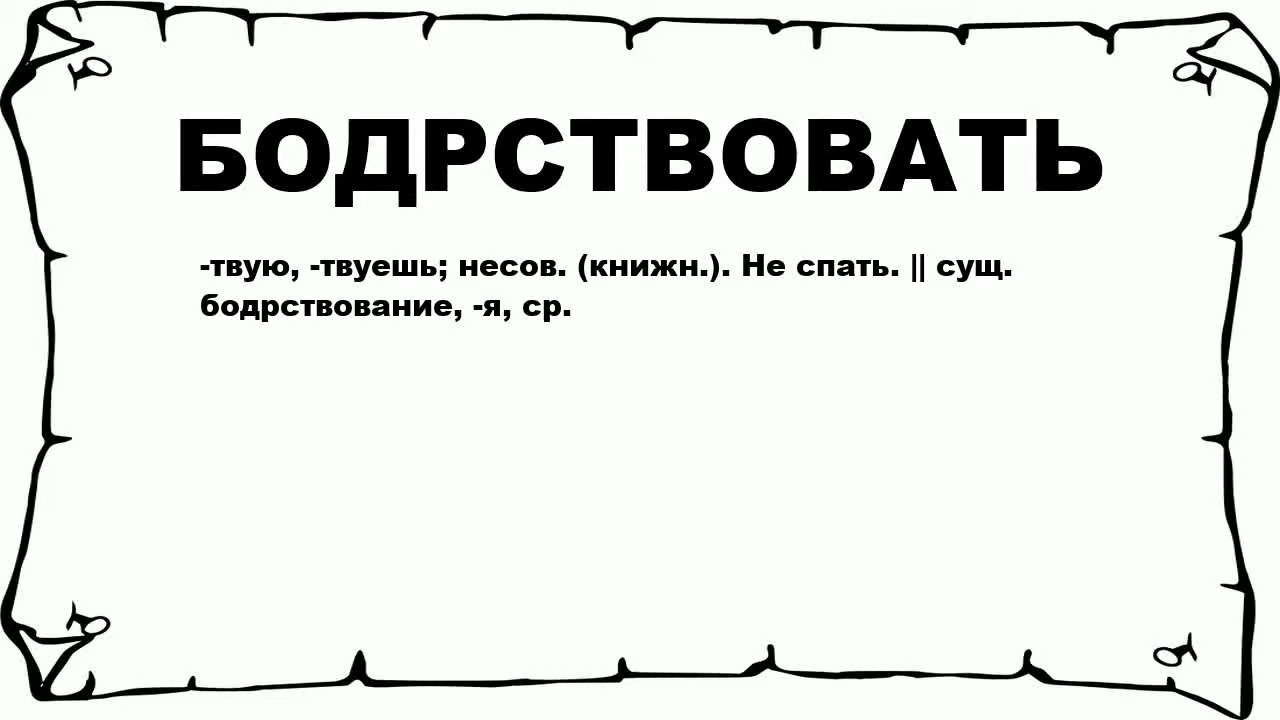 БОДРСТВОВАТЬ
-твую, -твуешь; несов. (книжн.). Не спать. || сущ.
бодрствование, -я, ср.